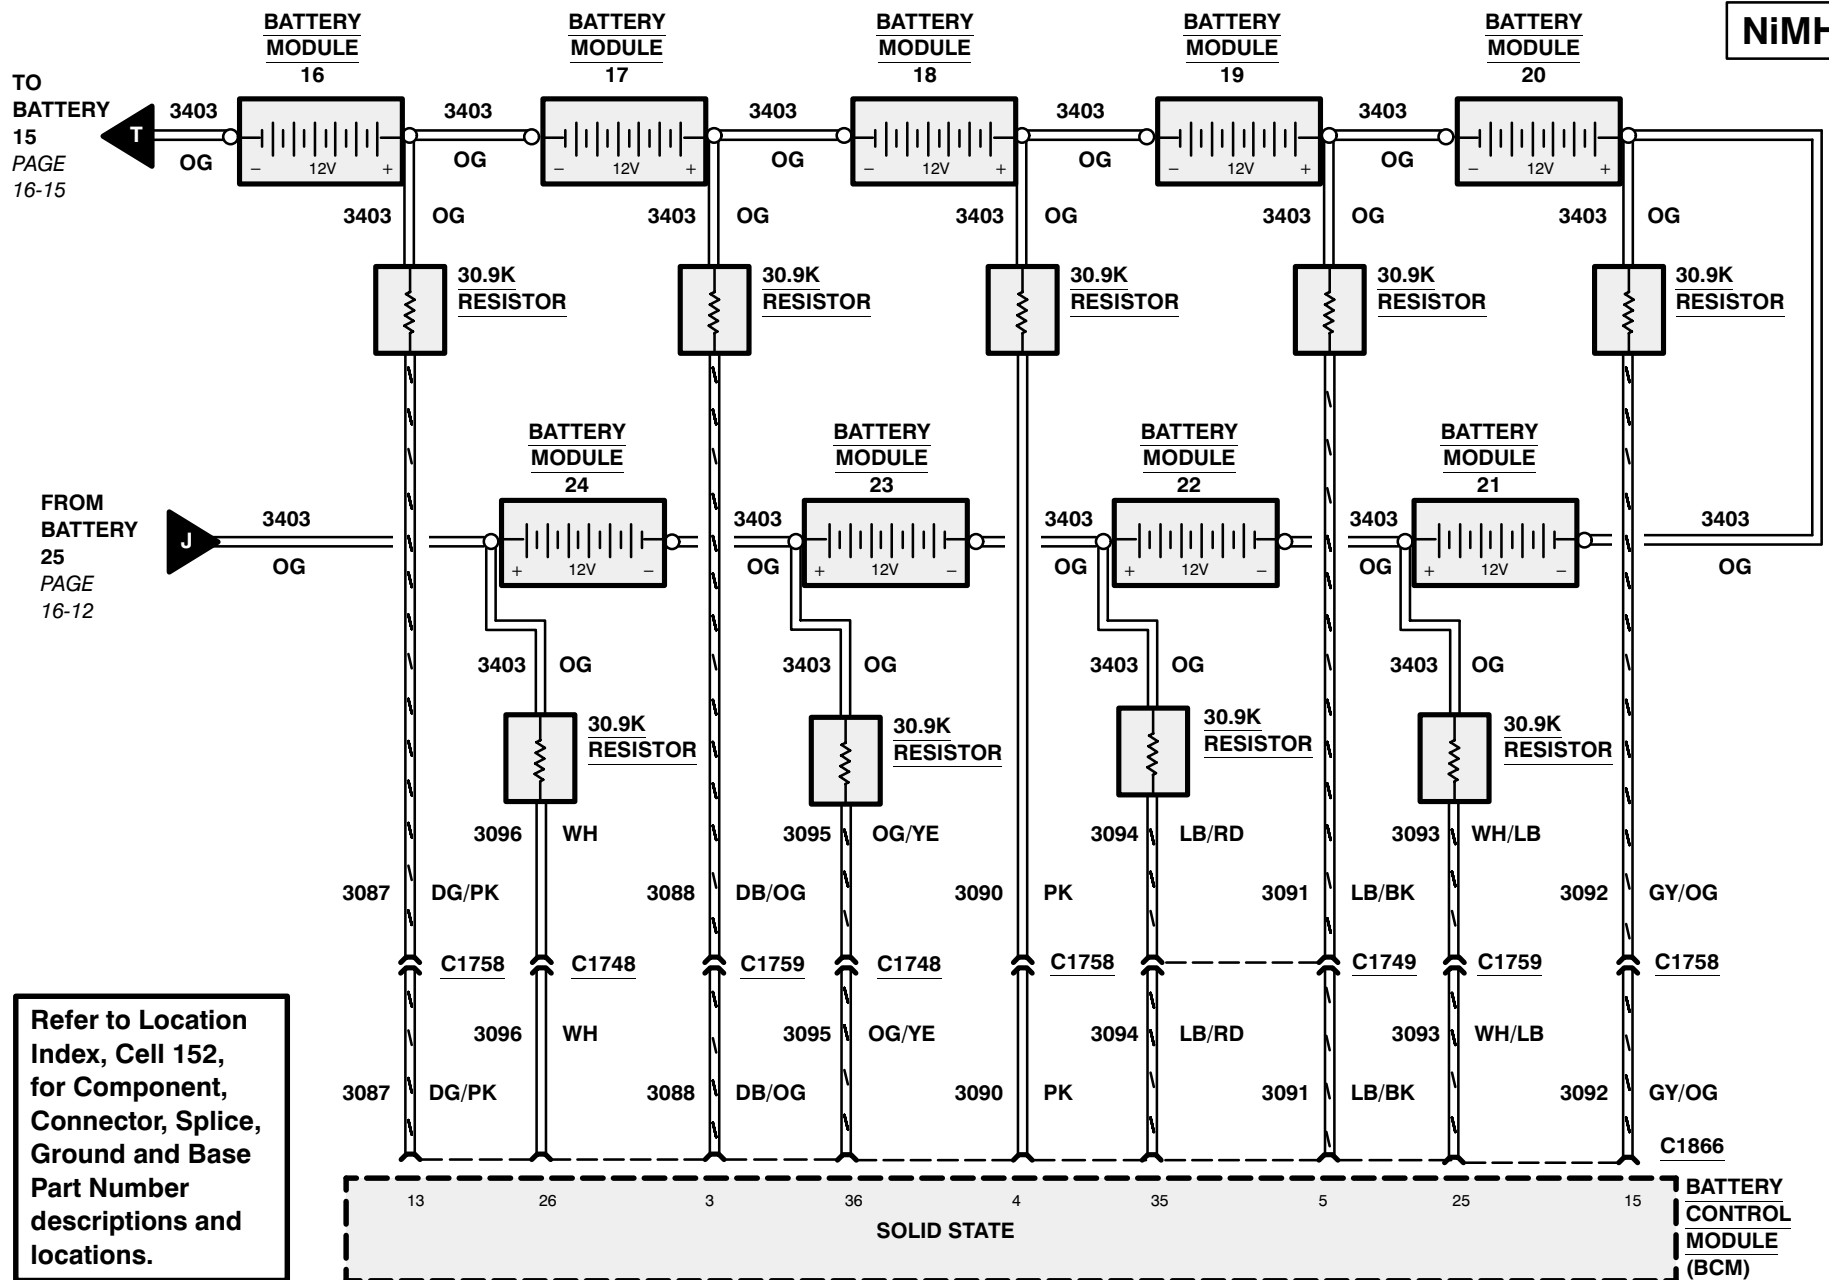 BATTERY MODULE 16
BATTERY MODULE 17
BATTERY MODULE 18
BATTERY MODULE 19
BATTERY MODULE 20
NiMH
TO BATTERY 15 PAGE 16-15
T
3403 3403 3403 3403 3403
OG OG OG OG OG
– 12V + – 12V + – 12V + – 12V + – 12V +
3403 OG 3403 OG 3403 OG 3403 OG 3403 OG
30.9K RESISTOR
30.9K RESISTOR
30.9K RESISTOR
30.9K RESISTOR
30.9K RESISTOR
BATTERY MODULE 24
BATTERY MODULE 23
BATTERY MODULE 22
BATTERY MODULE 21
FROM BATTERY 25 PAGE 16-12
J
3403 3403 3403 3403 3403
OG OG OG OG OG
+ 12V – + 12V – + 12V – + 12V –
3403 OG 3403 OG 3403 OG 3403 OG
30.9K RESISTOR
30.9K RESISTOR
30.9K RESISTOR
30.9K RESISTOR
3096 WH 3095 OG/YE 3094 LB/RD 3093 WH/LB
3087 DG/PK 3088 DB/OG 3090 PK 3091 LB/BK 3092 GY/OG
C1758 C1748 C1759 C1748 C1758 C1749 C1759 C1758
3096 WH 3095 OG/YE 3094 LB/RD 3093 WH/LB
3087 DG/PK 3088 DB/OG 3090 PK 3091 LB/BK 3092 GY/OG
C1866
13 26 3 36 4 35 5 25 15
SOLID STATE
BATTERY
CONTROL
MODULE
(BCM)
Refer to Location
Index, Cell 152,
for Component,
Connector, Splice,
Ground and Base
Part Number
descriptions and
locations.